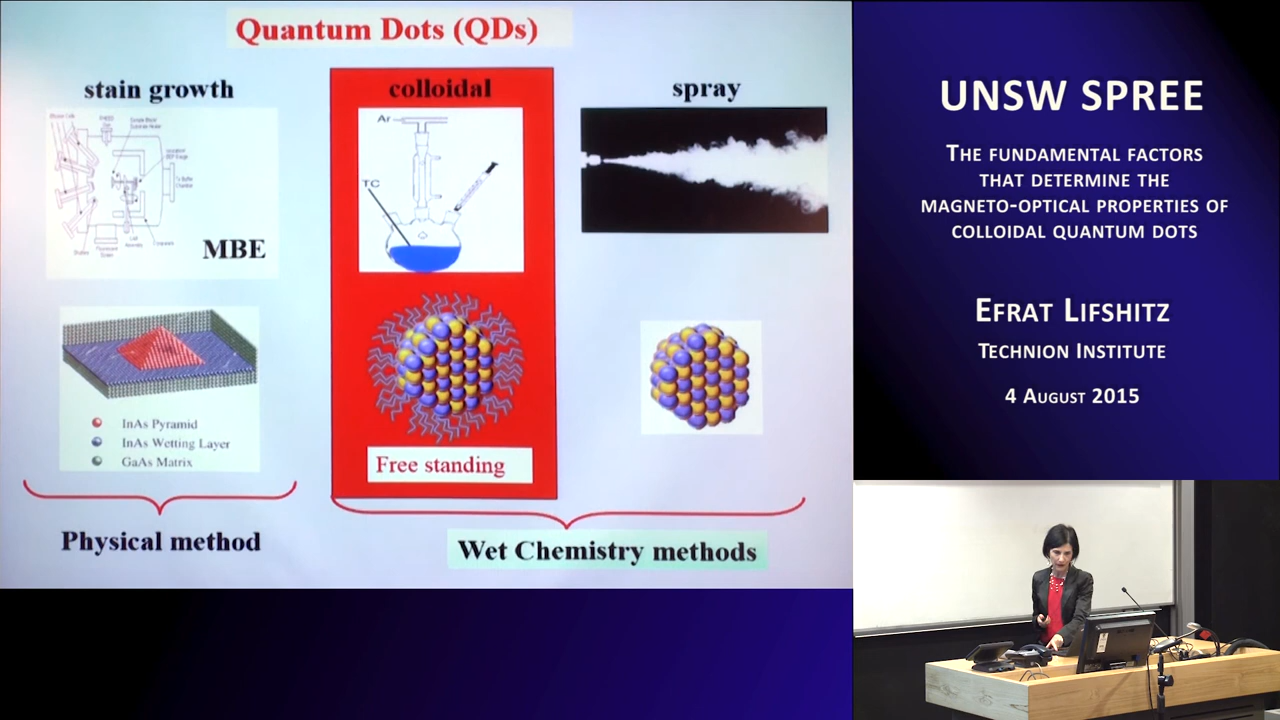 Quantum Dots (QDs)
stain growth
colloidal
spray
Ar
TC
MBE
InAs Pyramid
InAs Wetting Layer
GaAs Matrix
Free standing
Physical method
Wet Chemistry methods
UNSW SPREE
The fundamental factors
that determine the
magneto-optical properties of
colloidal quantum dots
Efrat Lifshitz
Technion Institute
4 August 2015